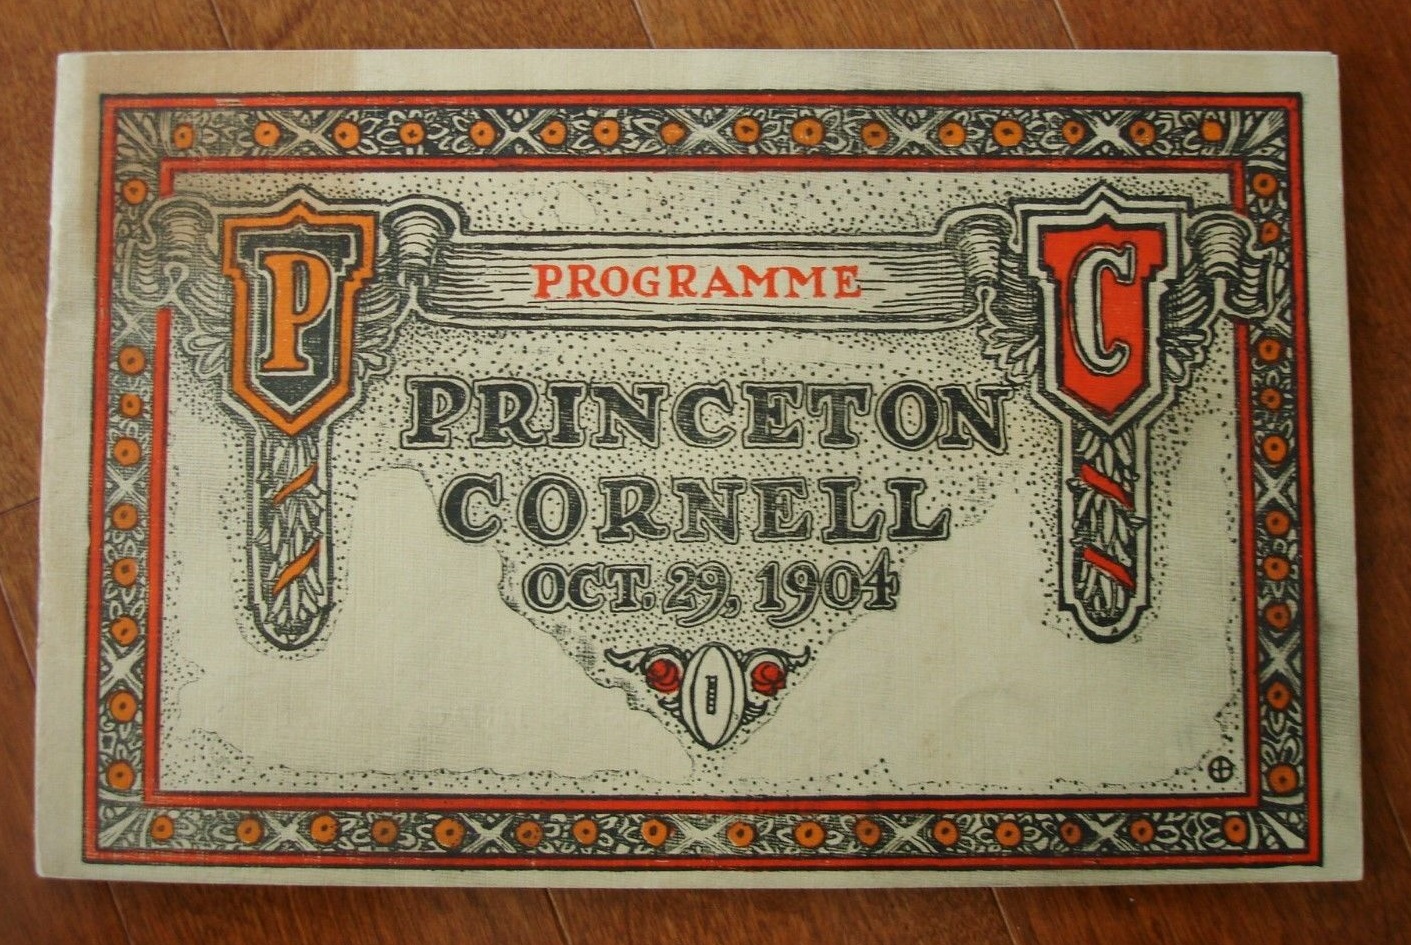 P
PROGRAMME
C
PRINCETON
CORNELL
OCT. 29, 1904